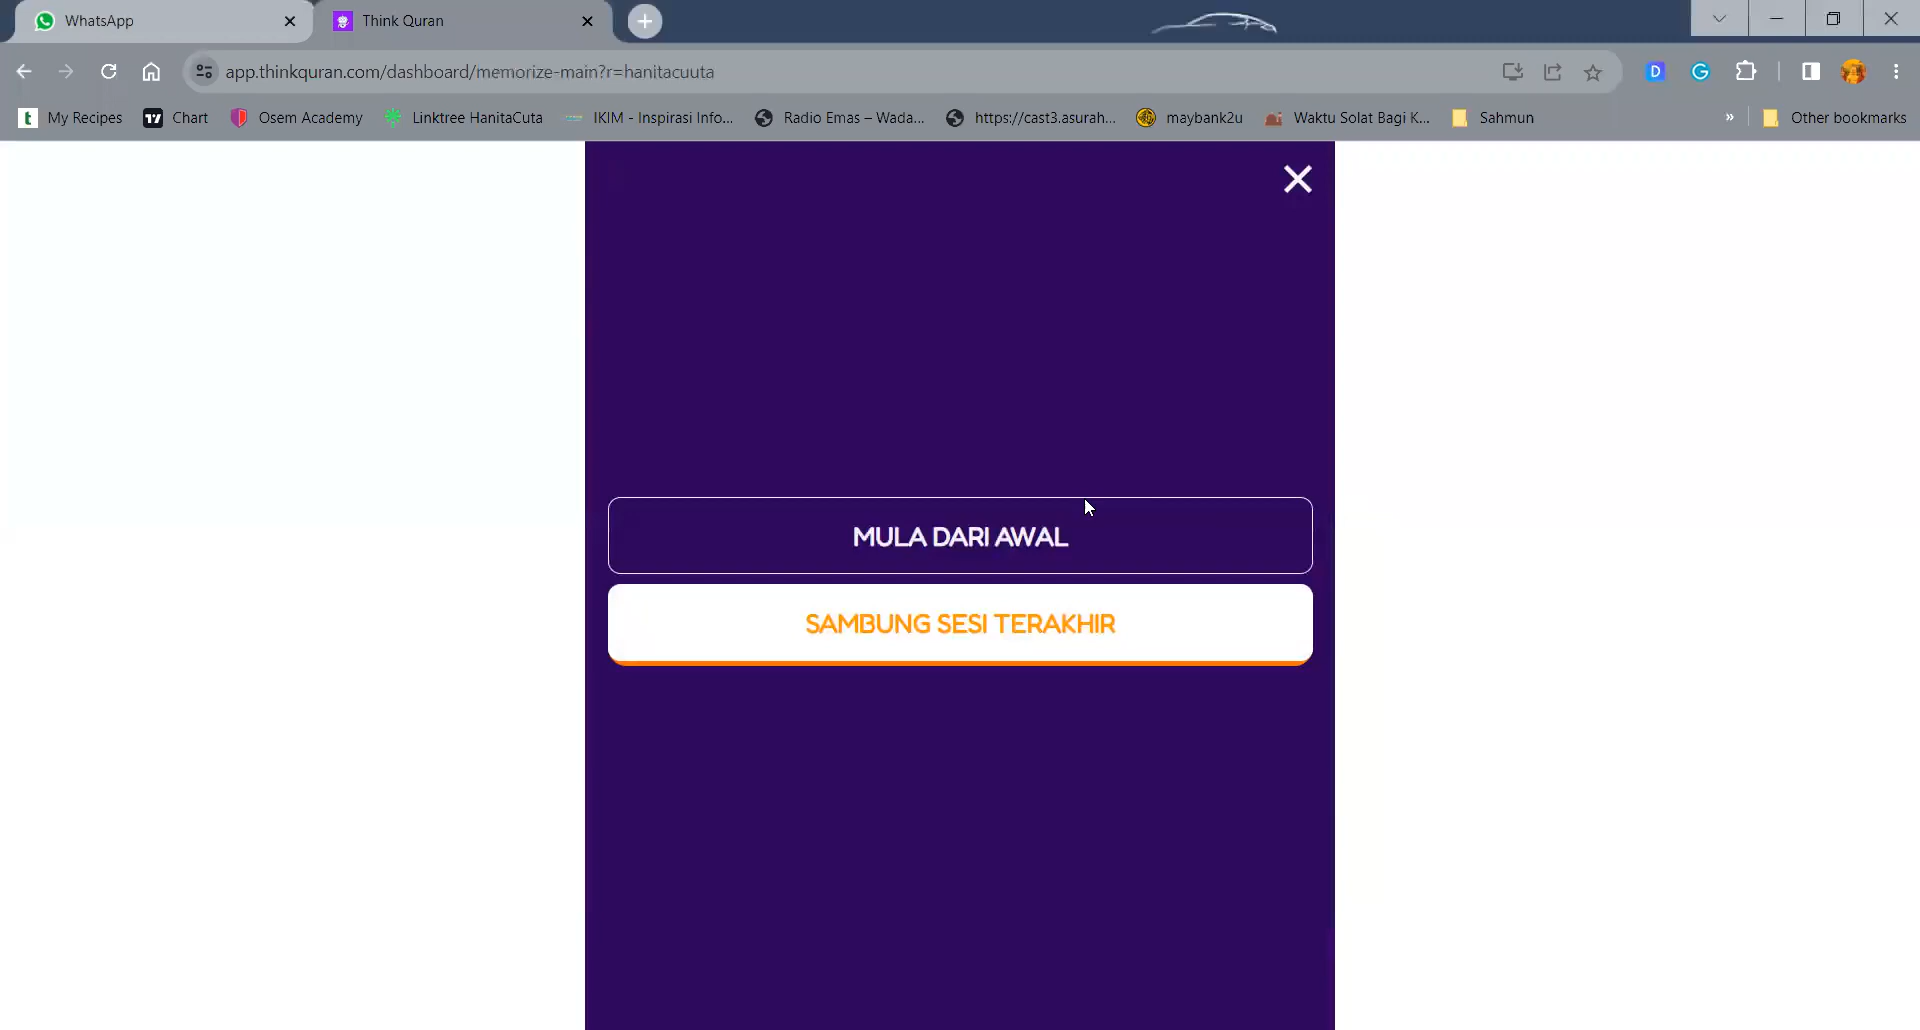 WhatsApp
Think Quran
app.thinkquran.com/dashboard/memorize-main?r=hanitacuuta
My Recipes
Chart
Osem Academy
Linktree HanitaCuta
IKIM - Inspirasi Info...
Radio Emas – Wada...
https://cast3.asurah...
maybank2u
Waktu Solat Bagi K...
Sahmun
»
Other bookmarks
MULA DARI AWAL
SAMBUNG SESI TERAKHIR